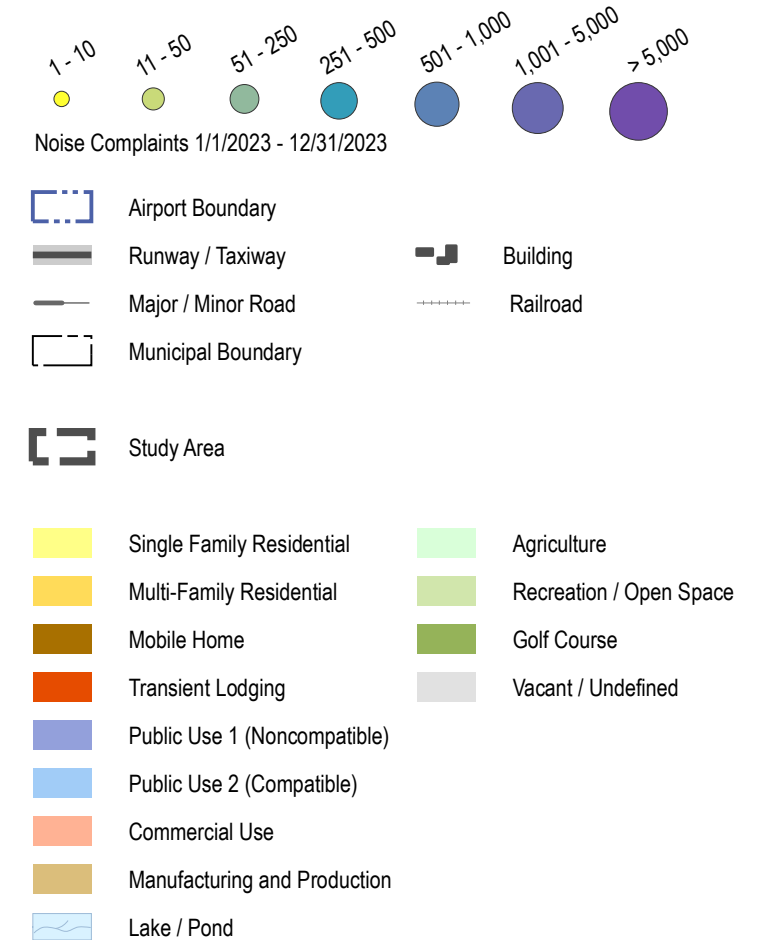 1 - 10
11 - 50
51 - 250
251 - 500
501 - 1,000
1,001 - 5,000
> 5,000
Noise Complaints 1/1/2023 - 12/31/2023
Airport Boundary
Runway / Taxiway
Building
Major / Minor Road
Railroad
Municipal Boundary
Study Area
Single Family Residential
Agriculture
Multi-Family Residential
Recreation / Open Space
Mobile Home
Golf Course
Transient Lodging
Vacant / Undefined
Public Use 1 (Noncompatible)
Public Use 2 (Compatible)
Commercial Use
Manufacturing and Production
Lake / Pond